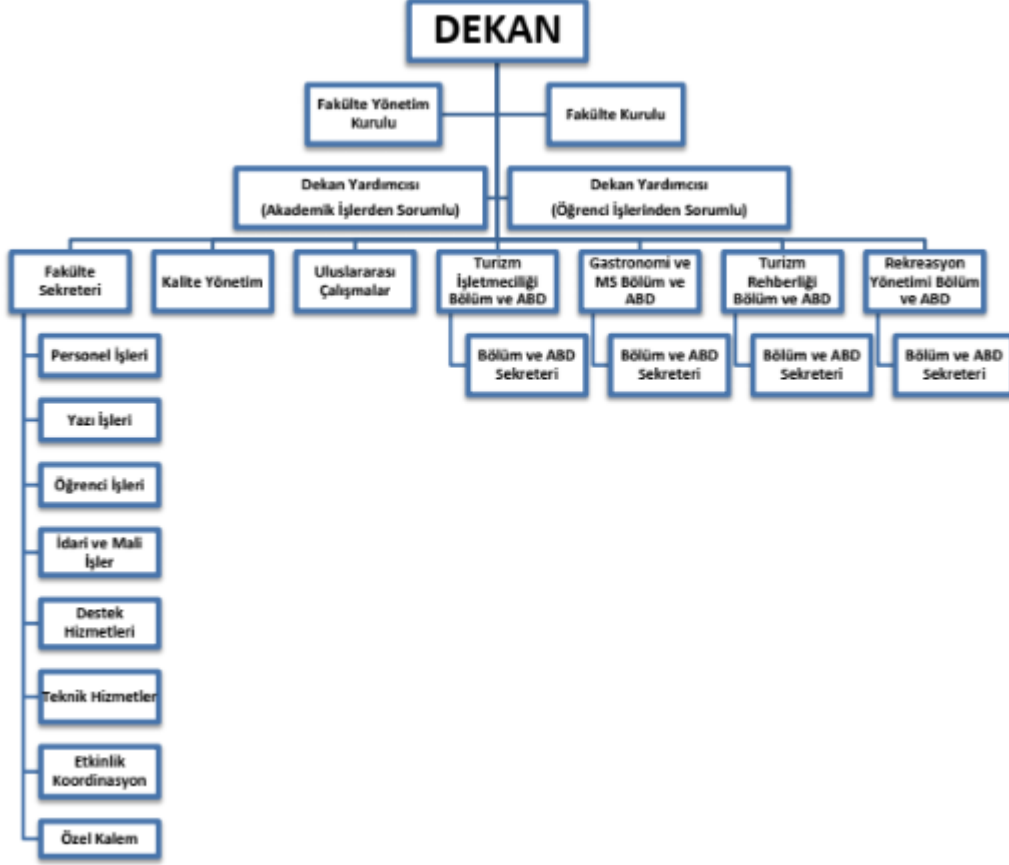 DEKAN
Fakülte Yönetim
Kurulu
Fakülte Kurulu
Dekan Yardımcısı
(Akademik İşlerden Sorumlu)
Dekan Yardımcısı
(Öğrenci İşlerinden Sorumlu)
Fakülte
Sekreteri
Kalite Yönetim
Uluslararası
Çalışmalar
Turizm
İşletmeciliği
Bölüm ve ABD
Gastronomi ve
MS Bölüm ve
ABD
Turizm
Rehberliği
Bölüm ve ABD
Rekreasyon
Yönetimi Bölüm
ve ABD
Personel İşleri
Bölüm ve ABD
Sekreteri
Bölüm ve ABD
Sekreteri
Bölüm ve ABD
Sekreteri
Bölüm ve ABD
Sekreteri
Yazı İşleri
Öğrenci İşleri
İdari ve Mali
İşler
Destek
Hizmetleri
Teknik Hizmetler
Etkinlik
Koordinasyon
Özel Kalem